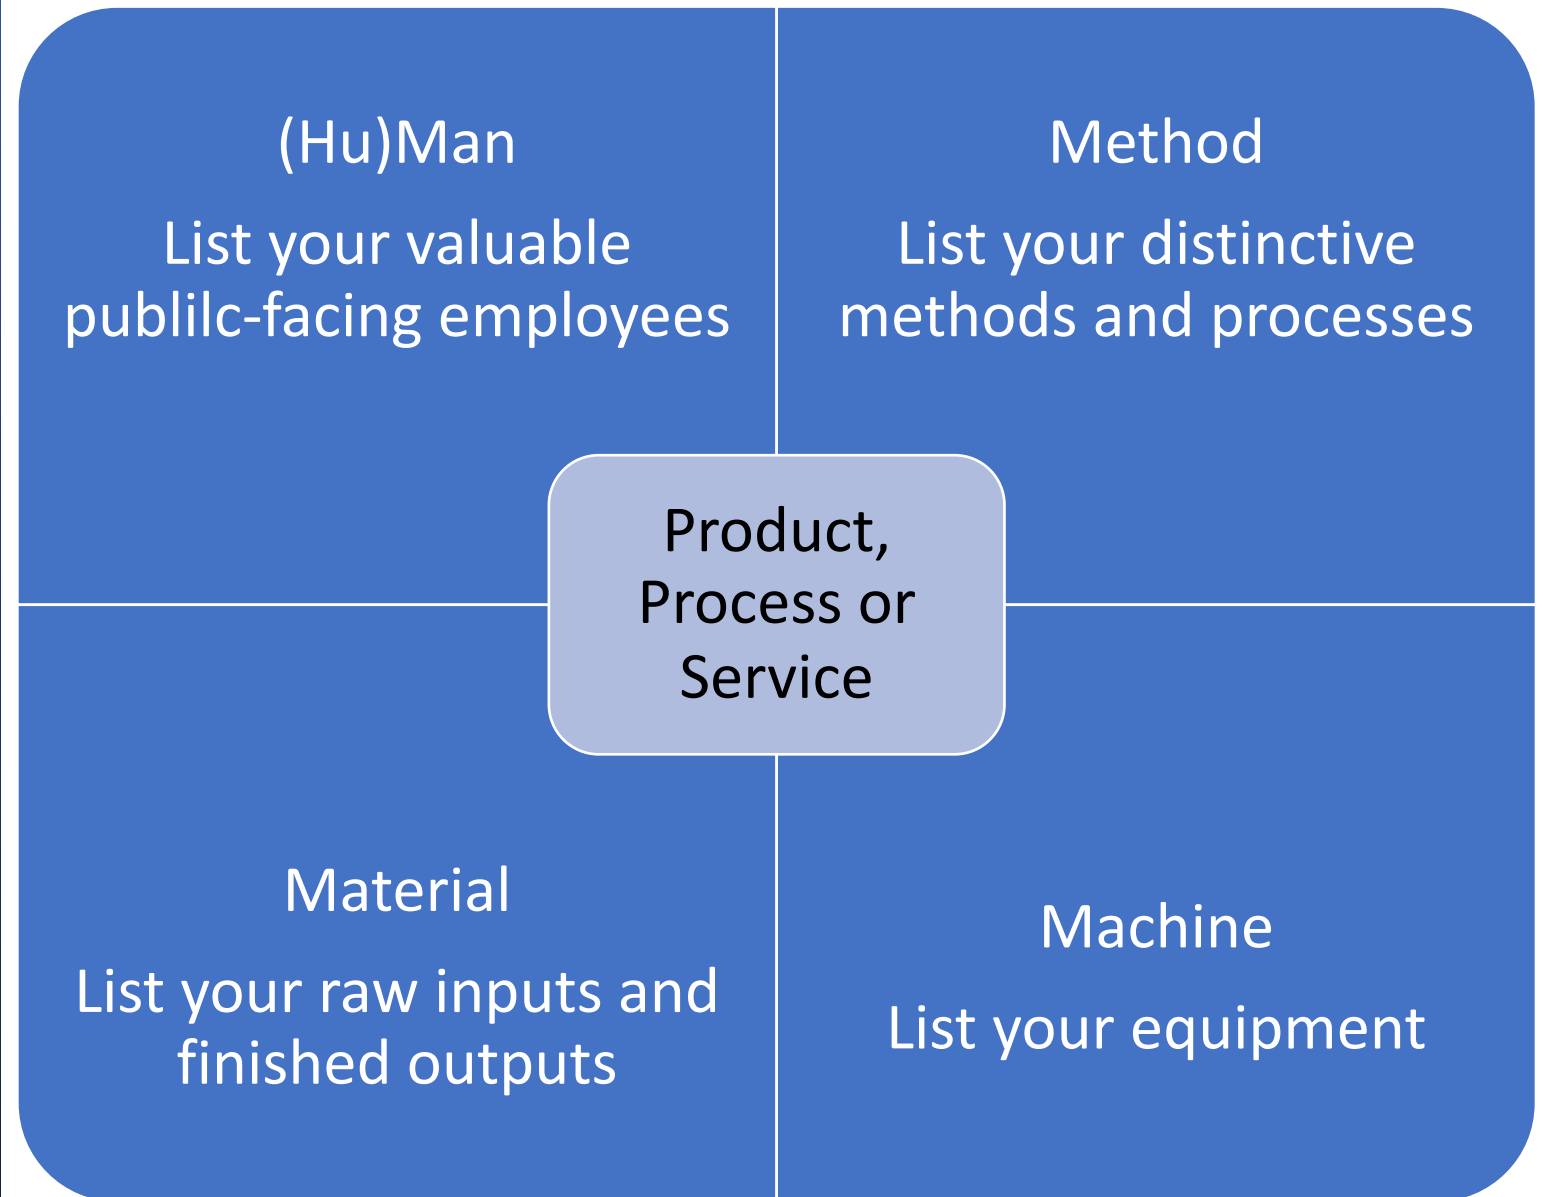 (Hu)Man
List your valuable
publilc-facing employees
Method
List your distinctive
methods and processes
Product,
Process or
Service
Material
List your raw inputs and
finished outputs
Machine
List your equipment